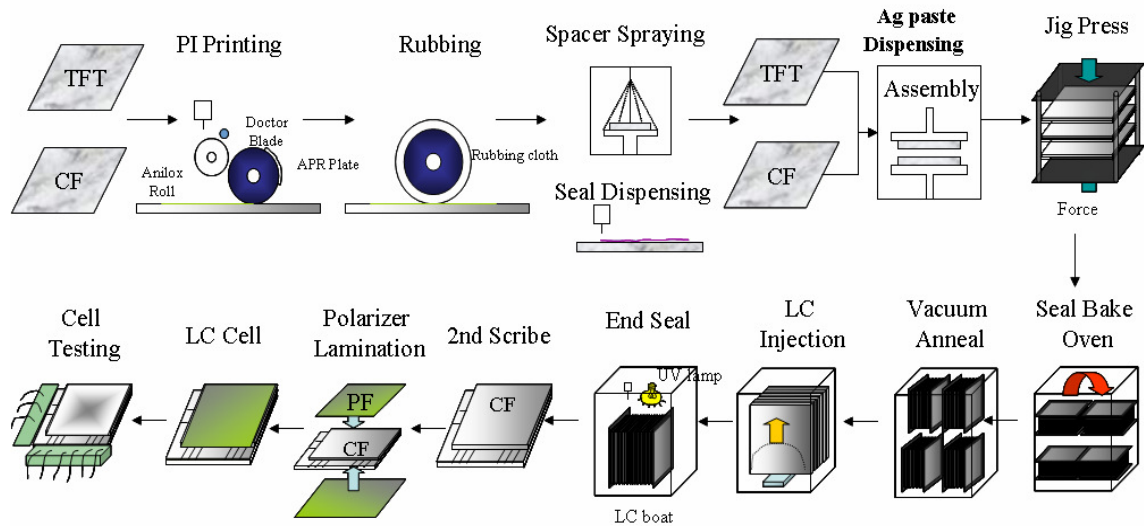 PI Printing
Rubbing
Spacer Spraying
Ag paste
Dispensing
Jig Press
TFT
CF
Doctor
Blade
Anilox
Roll
APR Plate
Rubbing cloth
Seal Dispensing
TFT
CF
Assembly
Force
Cell
Testing
LC Cell
Polarizer
Lamination
2nd Scribe
End Seal
LC
Injection
Vacuum
Anneal
Seal Bake
Oven
PF
CF
CF
UV lamp
LC boat